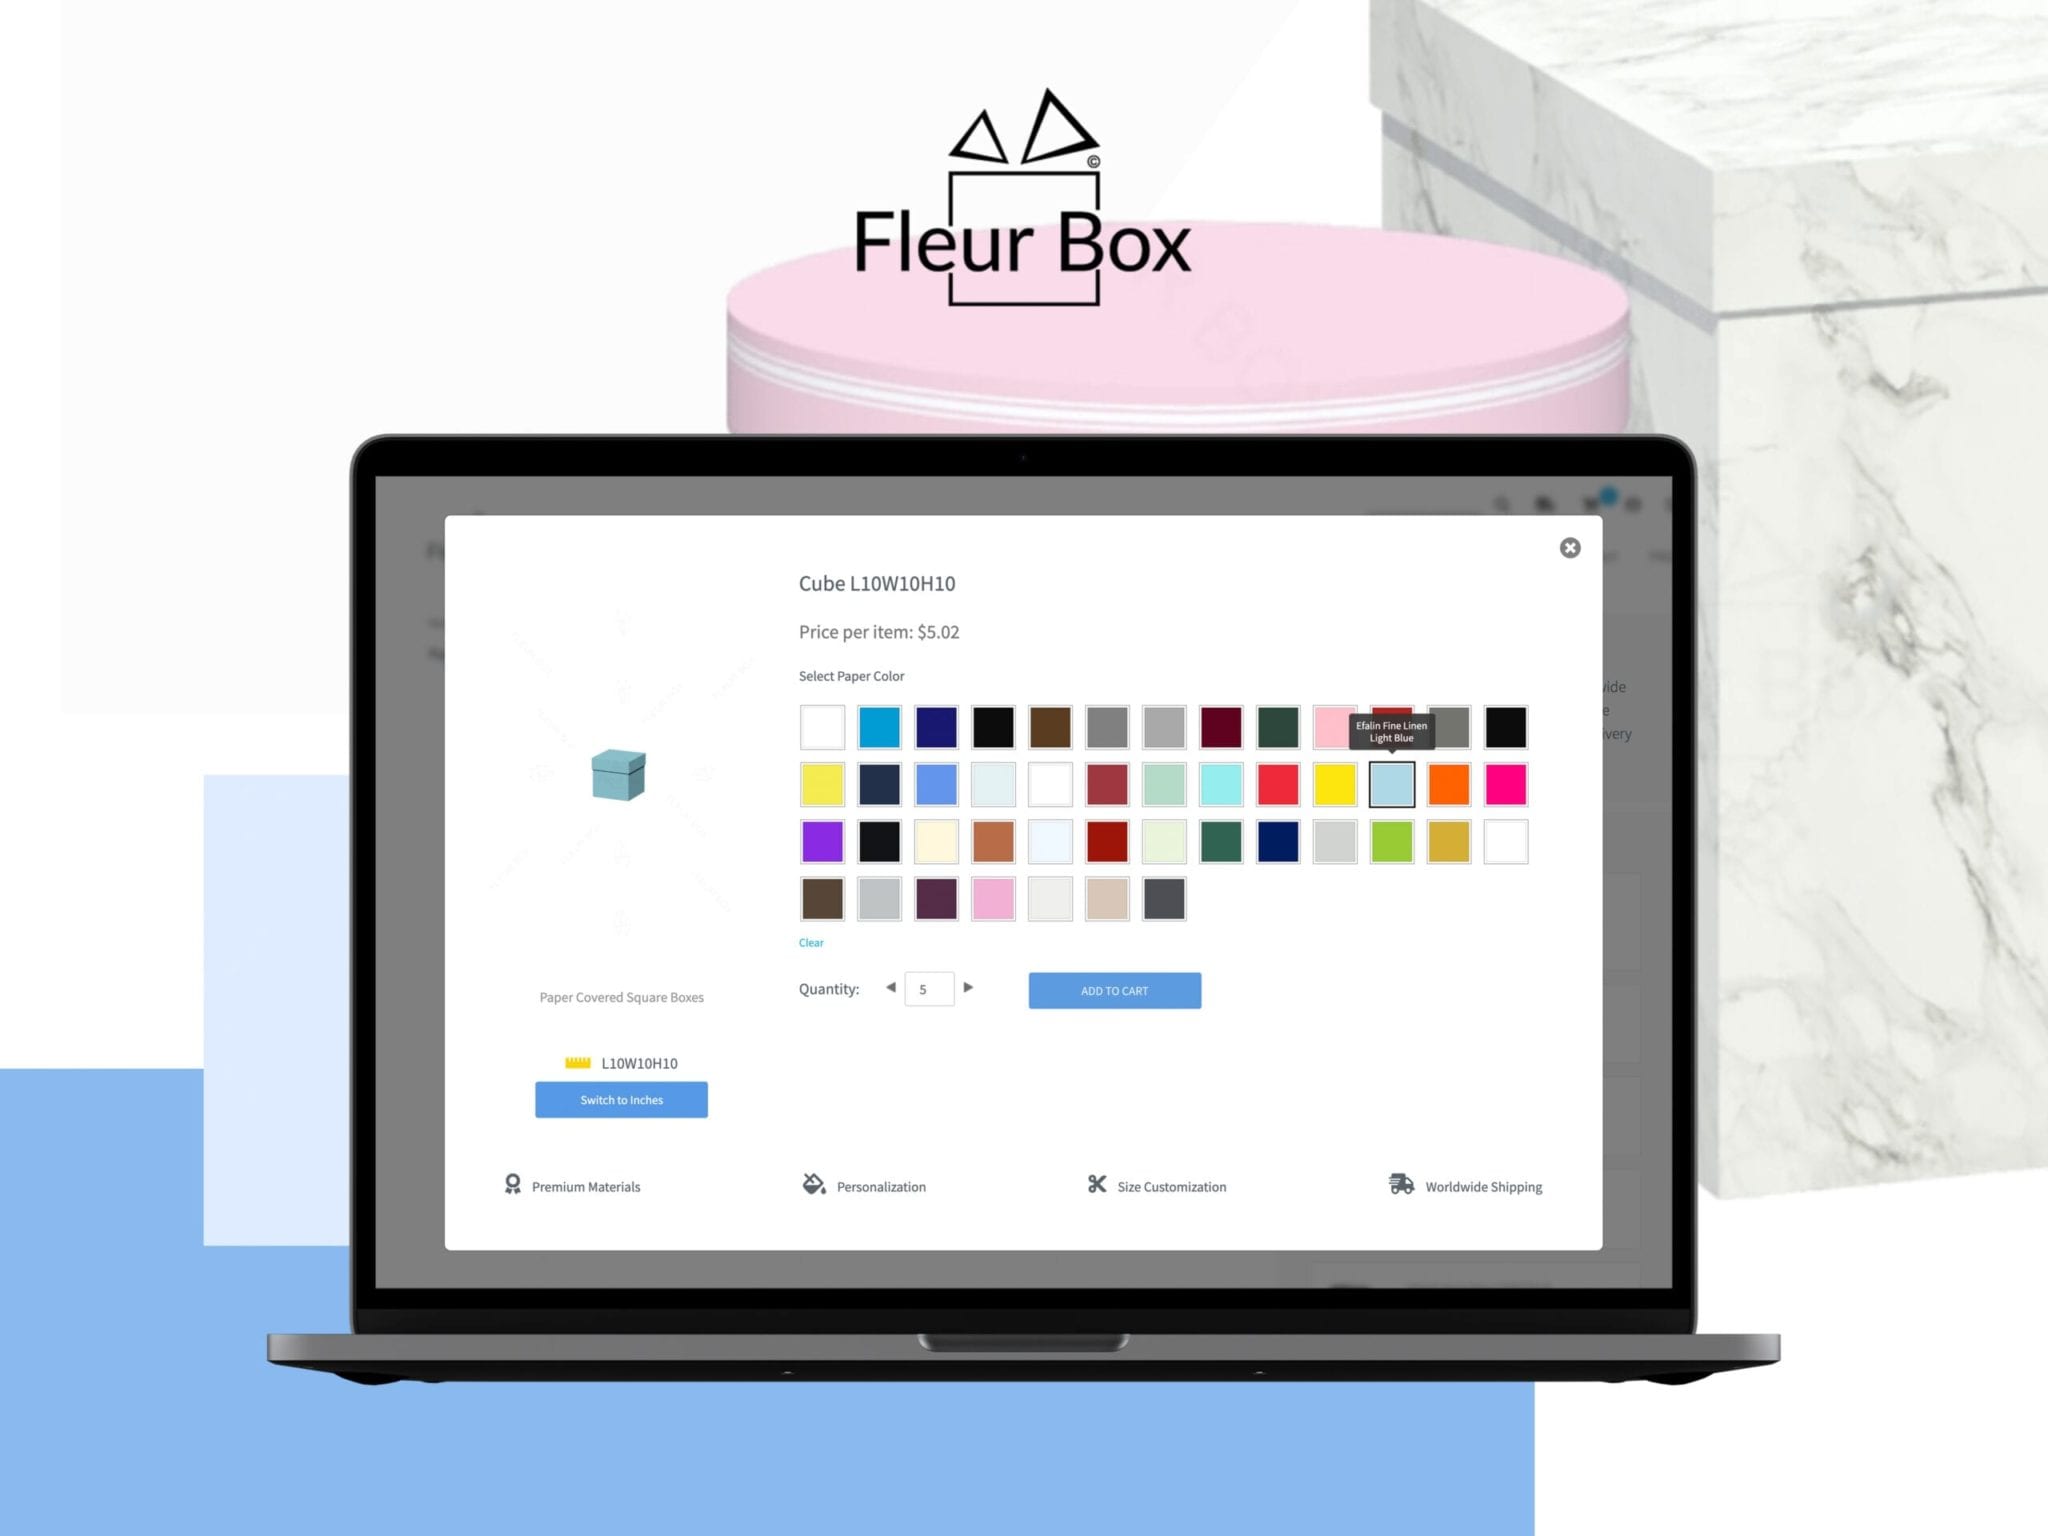 ©
Fleur Box
Cube L10W10H10
Price per item: $5.02
Select Paper Color
Efalin Fine Linen
Light Blue
Clear
Quantity:
5
ADD TO CART
Paper Covered Square Boxes
L10W10H10
Switch to Inches
Premium Materials
Personalization
Size Customization
Worldwide Shipping